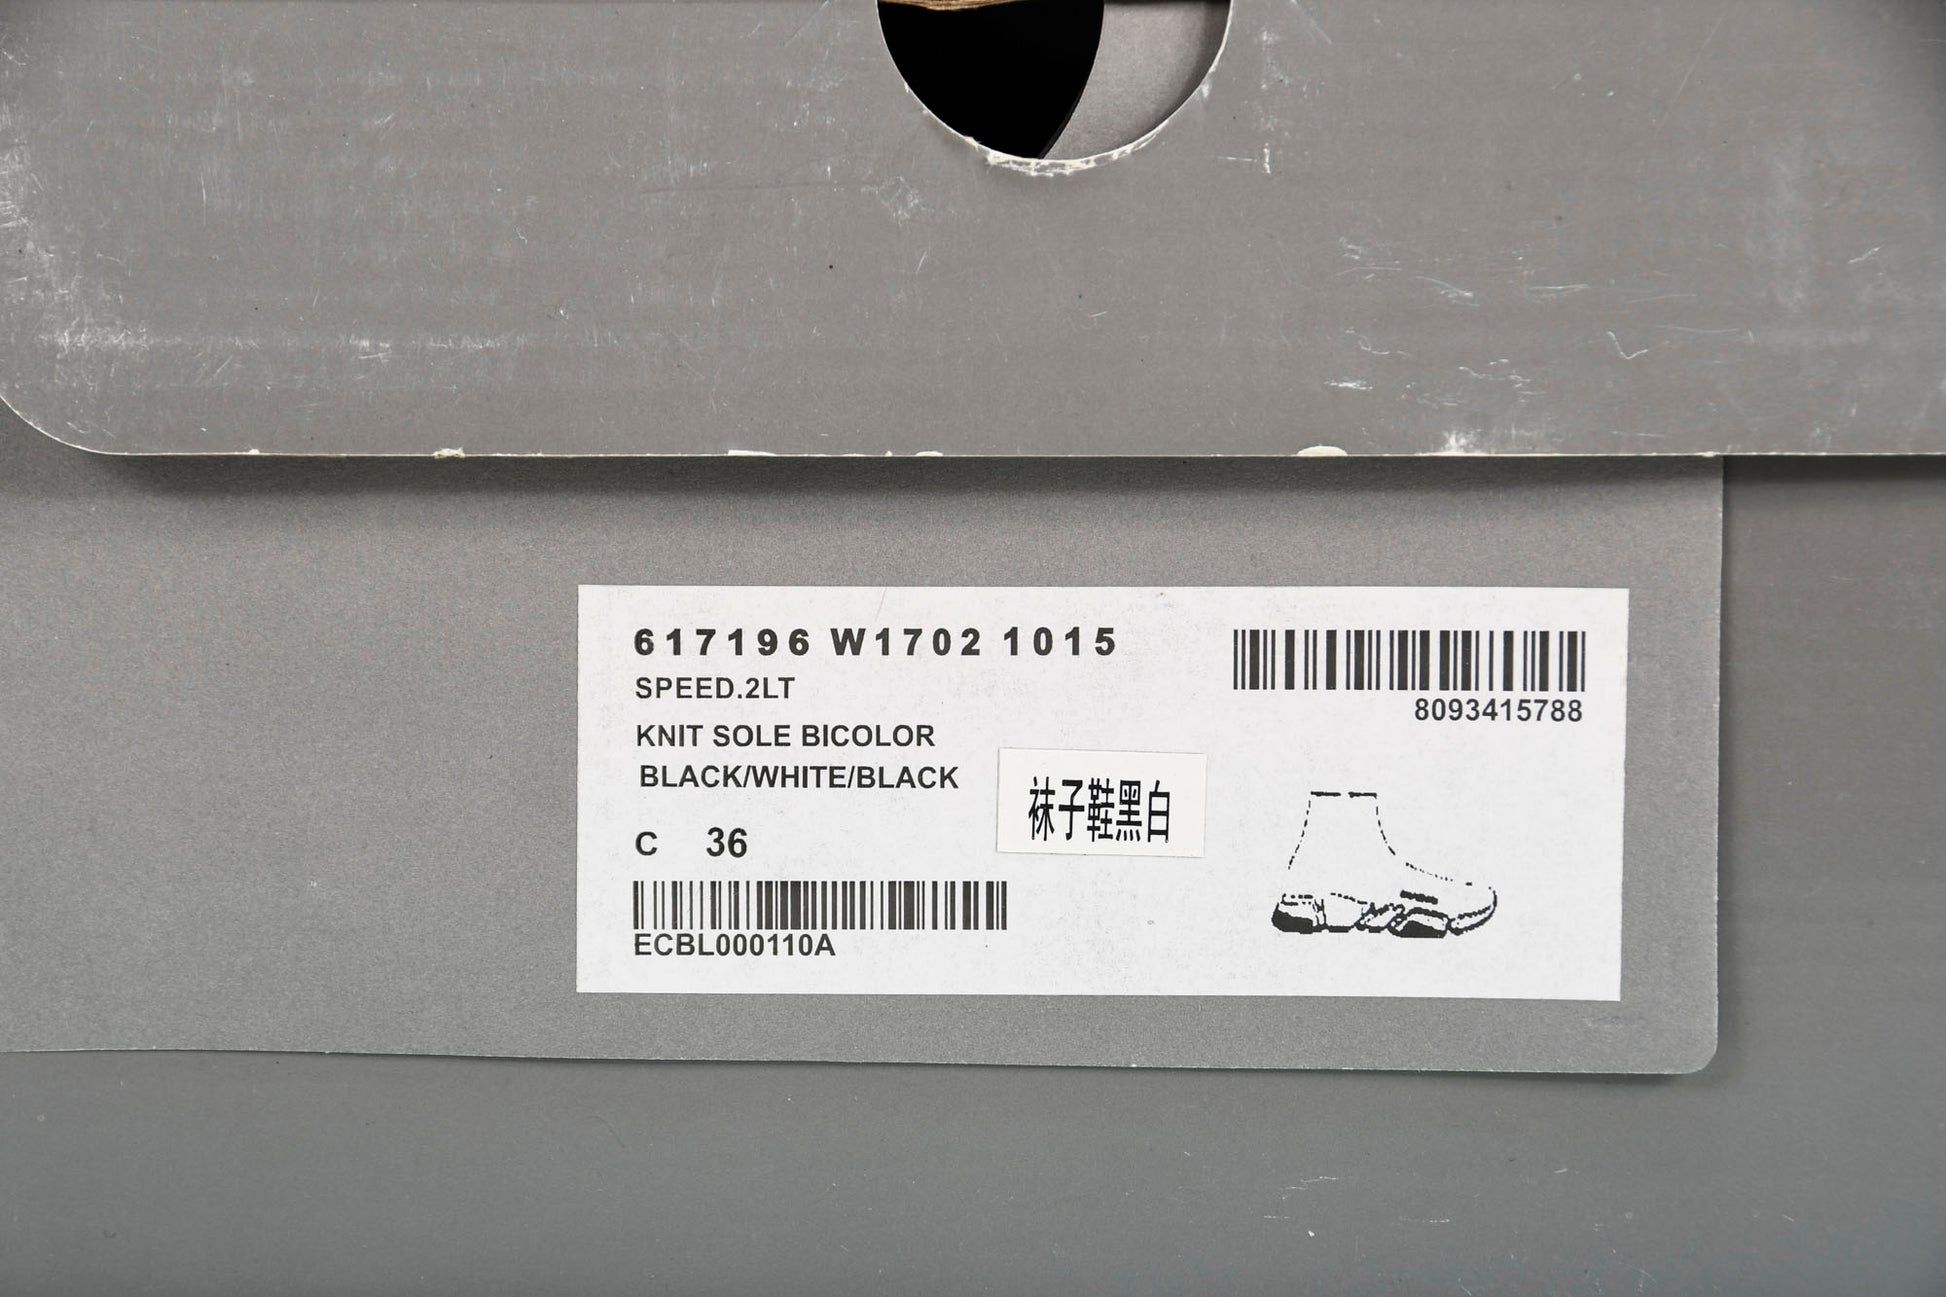 617196 W1702 1015
SPEED.2LT
KNIT SOLE BICOLOR
BLACK/WHITE/BLACK
C 36
ECBL000110A
8093415788
袜子鞋黑白